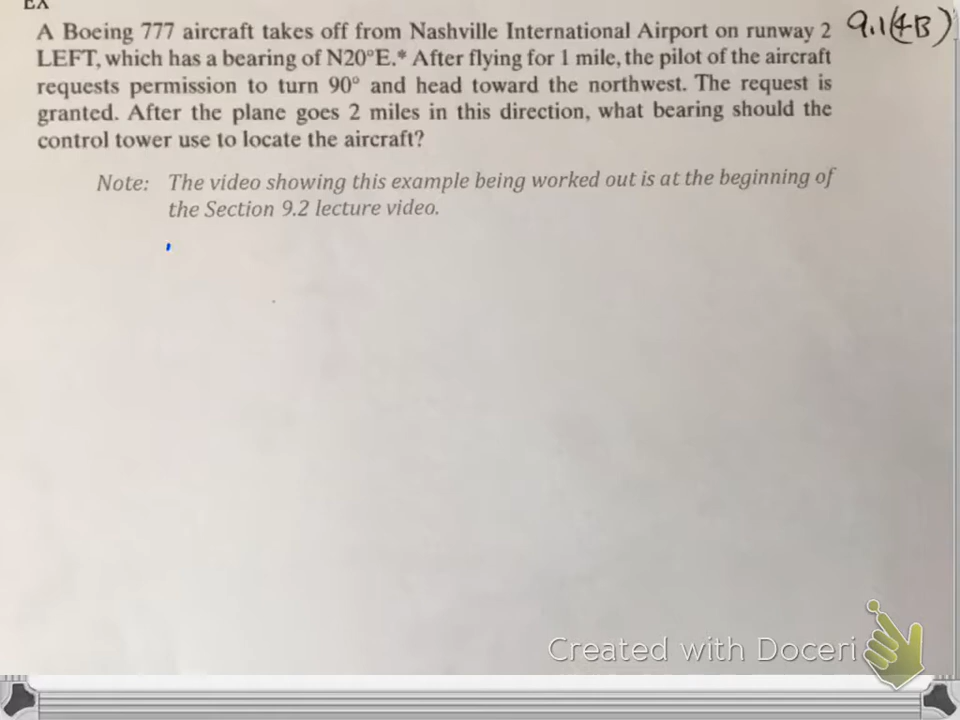 EX
9.1(4B)
A Boeing 777 aircraft takes off from Nashville International Airport on runway 2
LEFT, which has a bearing of N20°E.* After flying for 1 mile, the pilot of the aircraft
requests permission to turn 90° and head toward the northwest. The request is
granted. After the plane goes 2 miles in this direction, what bearing should the
control tower use to locate the aircraft?
Note: The video showing this example being worked out is at the beginning of
the Section 9.2 lecture video.
Created with Doceri